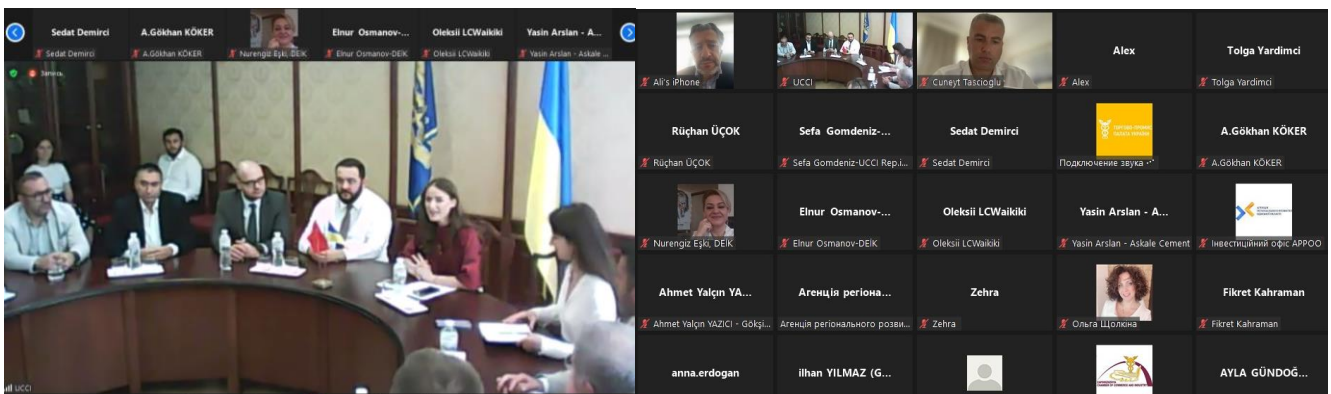 Sedat Demirci
A.Gökhan KÖKER
Elnur Osmanov-...
Oleksii LCWaikiki
Yasin Arslan - A...
Sedat Demirci
A.Gökhan KÖKER
Nurengiz Eşki, DEİK
Elnur Osmanov-DEİK
Oleksii LCWaikiki
Yasin Arslan - Askale ...
Запись
UCCI
Alex
Tolga Yardimci
Ali's iPhone
UCCI
Cuneyt Tascioglu
Alex
Tolga Yardimci
Rüçhan ÜÇOK
Sefa Gomdeniz-...
Sedat Demirci
A.Gökhan KÖKER
Rüçhan ÜÇOK
Sefa Gomdeniz-UCCI Rep.i...
Sedat Demirci
Подключение звука
A.Gökhan KÖKER
Elnur Osmanov-...
Oleksii LCWaikiki
Yasin Arslan - A...
Nurengiz Eşki, DEİK
Elnur Osmanov-DEİK
Oleksii LCWaikiki
Yasin Arslan - Askale Cement
Інвестиційний офіс АРРОО
Ahmet Yalçın YA...
Агенція регіона...
Zehra
Fikret Kahraman
Ahmet Yalçın YAZICI - Gökşi...
Агенція регіонального розви...
Zehra
Ольга Щолкіна
Fikret Kahraman
anna.erdogan
ilhan YILMAZ (G...
AYLA GÜNDOĞ...